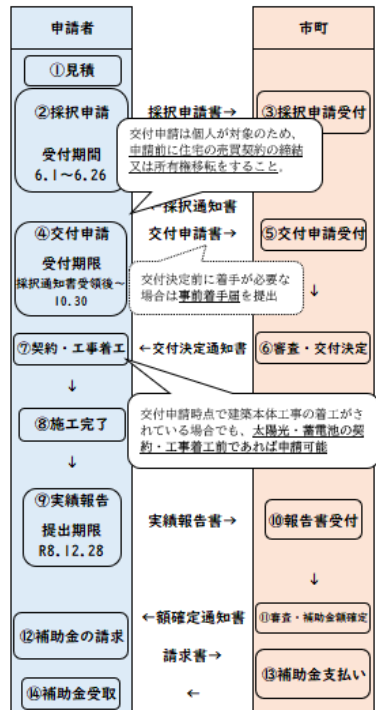 申請者
市町
①見積
②採択申請
受付期間
6.1～6.26
採択申請書→
③採択申請受付
交付申請は個人が対象のため、
申請前に住宅の売買契約の締結
又は所有権移転をすること。
←採択通知書
④交付申請
受付期限
採択通知書受領後～
10.30
交付申請書→
⑤交付申請受付
交付決定前に着手が必要な
場合は事前着手届を提出
↓
⑦契約・工事着工
←交付決定通知書
⑥審査・交付決定
↓
交付申請時点で建築本体工事の着工がさ
れている場合でも、太陽光・蓄電池の契
約・工事着工前であれば申請可能
⑧施工完了
↓
⑨実績報告
提出期限
R8.12.28
実績報告書→
⑩報告書受付
↓
←額確定通知書
⑪審査・補助金額確定
⑫補助金の請求
請求書→
⑬補助金支払い
⑭補助金受取
←